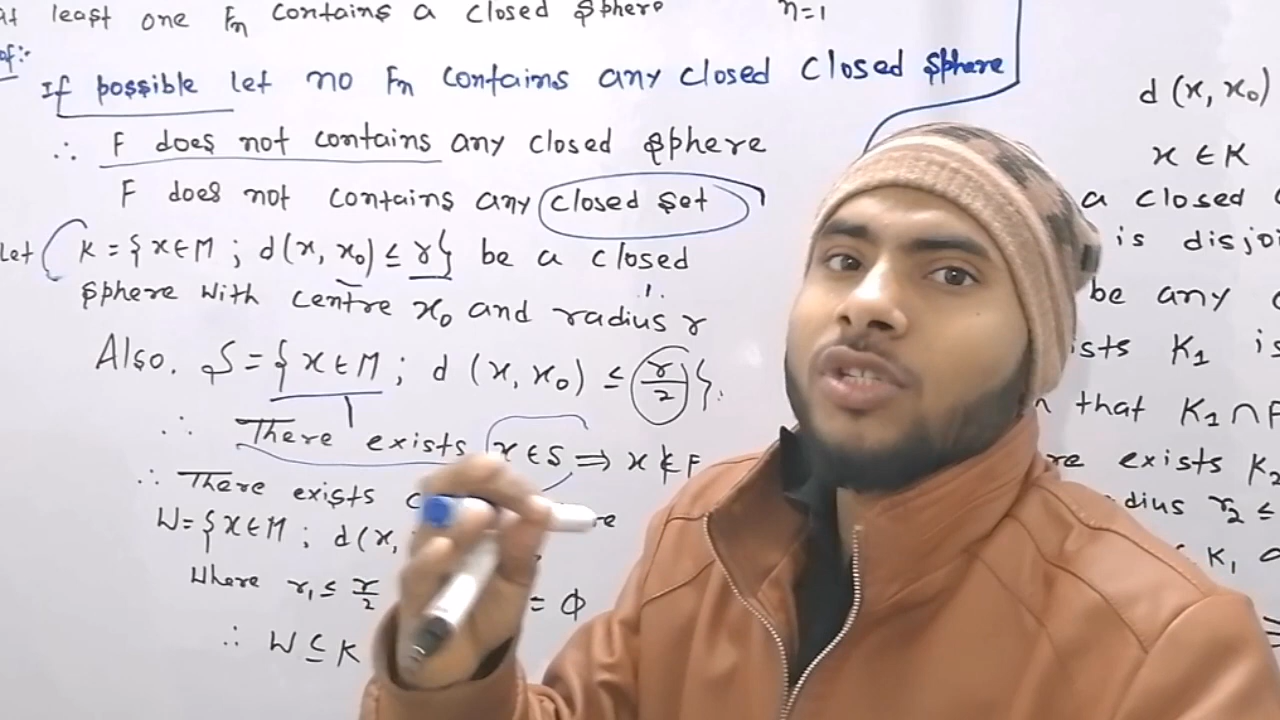 at least one Fn contains a closed sphere n=1
of:-
If possible let no Fn contains any closed closed sphare
∴ F does not contains any closed sphere
F does not contains any closed set
Let K = { x ∈ M ; d(x, x₀) ≤ r } be a closed
sphere with centre x₀ and radius r
Also. S = { x ∈ M ; d (x, x₀) ≤ r/2 }.
∴ There exists x ∈ S ⇒ x ∉ F
∴ There exists
W = { x ∈ M ; d(x,
Where r₁ ≤ r/2 = Φ
∴ W ⊆ K
d (x, x₀)
x ∈ K
a closed
is disjoi
be any
ists K₁ is
that K₁ ∩ F
re exists K₂
dius r₂ ≤
K₁